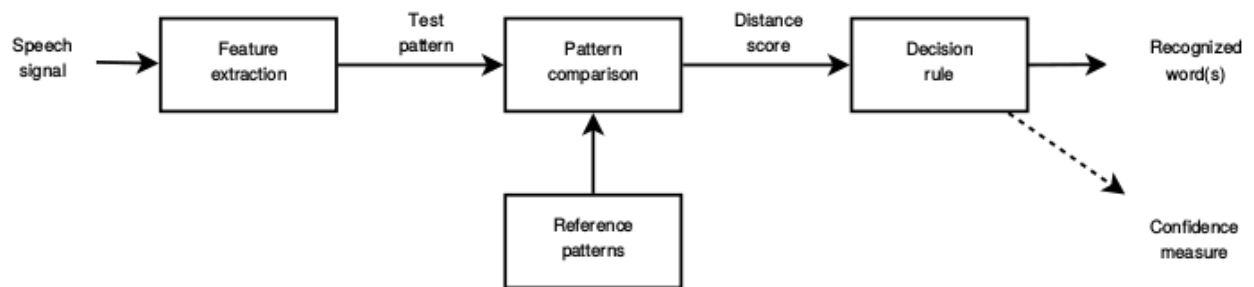 Speech
signal
Feature
extraction
Test
pattern
Pattern
comparison
Distance
score
Decision
rule
Recognized
word(s)
Reference
patterns
Confidence
measure